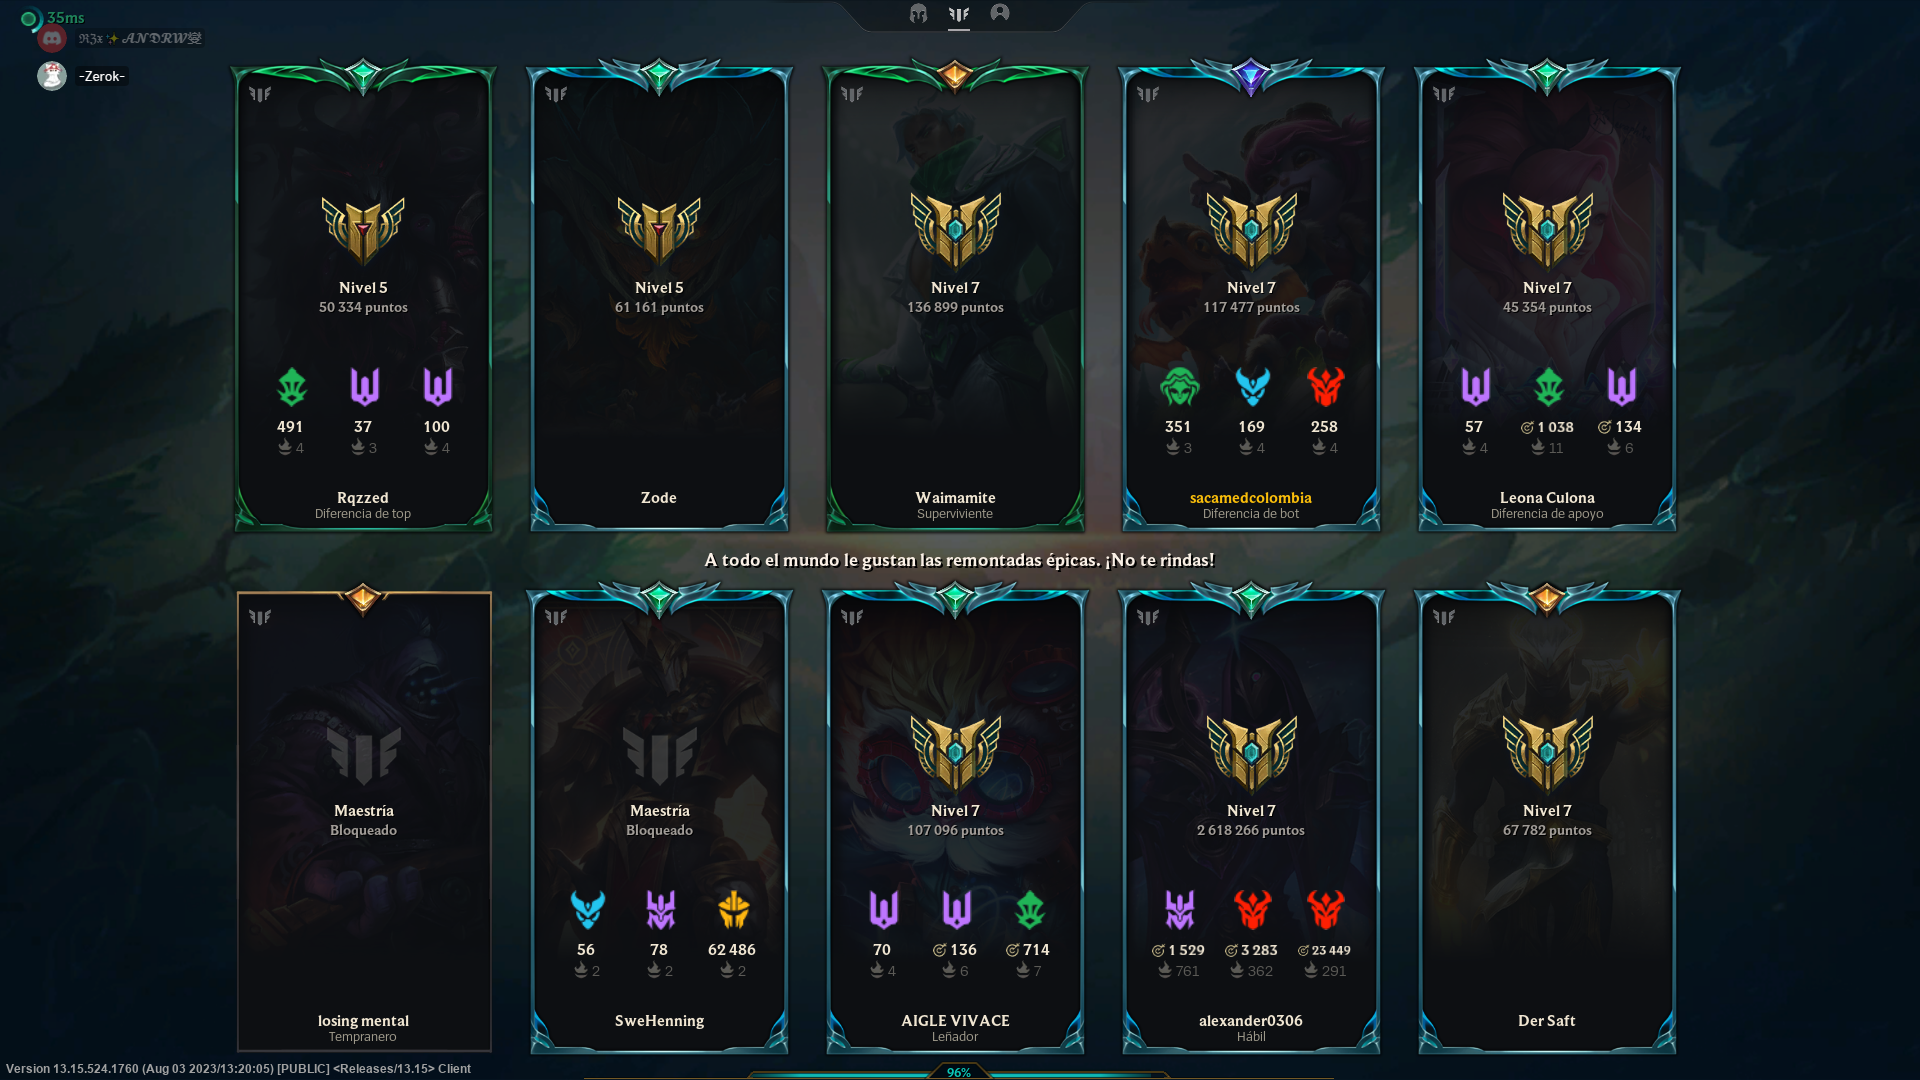 35ms
ANDRW燮
-Zerok-
Nivel 5
50 334 puntos
491
37
100
4
3
4
Rqzzed
Diferencia de top
Nivel 5
61 161 puntos
Zode
Nivel 7
136 899 puntos
Waimamite
Superviviente
Nivel 7
117 477 puntos
351
169
258
3
4
4
sacamedcolombia
Diferencia de bot
Nivel 7
45 354 puntos
57
1 038
134
4
11
6
Leona Culona
Diferencia de apoyo
A todo el mundo le gustan las remontadas épicas. ¡No te rindas!
Maestría
Bloqueado
losing mental
Tempranero
Maestría
Bloqueado
56
78
62 486
2
2
2
SweHenning
Nivel 7
107 096 puntos
70
136
714
4
6
7
AIGLE VIVACE
Leñador
Nivel 7
2 618 266 puntos
1 529
3 283
23 449
761
362
291
alexander0306
Hábil
Nivel 7
67 782 puntos
Der Saft
Version 13.15.524.1760 (Aug 03 2023/13:20:05) [PUBLIC] <Releases/13.15> Client
96%